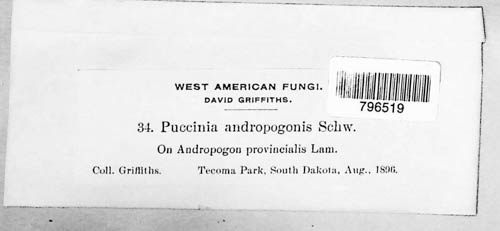 WEST AMERICAN FUNGI.
DAVID GRIFFITHS.
796519
34. Puccinia andropogonis Schw.
On Andropogon provincialis Lam.
Coll. Griffiths. Tecoma Park, South Dakota, Aug., 1896.